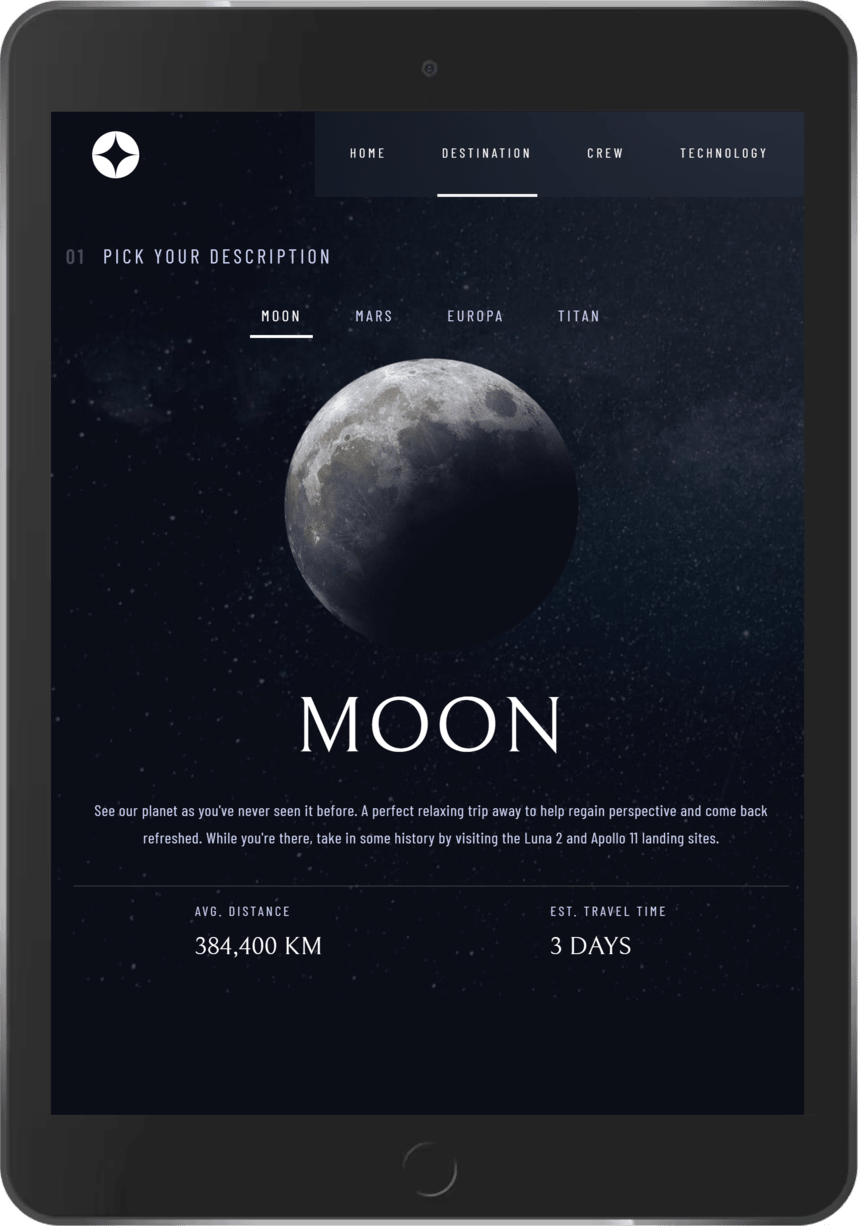 HOME DESTINATION CREW TECHNOLOGY
01 PICK YOUR DESCRIPTION
MOON MARS EUROPA TITAN
MOON
See our planet as you've never seen it before. A perfect relaxing trip away to help regain perspective and come back
refreshed. While you're there, take in some history by visiting the Luna 2 and Apollo 11 landing sites.
AVG. DISTANCE EST. TRAVEL TIME
384,400 KM 3 DAYS